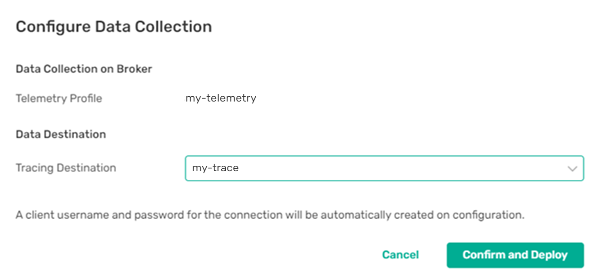 Configure Data Collection
Data Collection on Broker
Telemetry Profile my-telemetry
Data Destination
Tracing Destination my-trace
A client username and password for the connection will be automatically created on configuration.
Cancel Confirm and Deploy